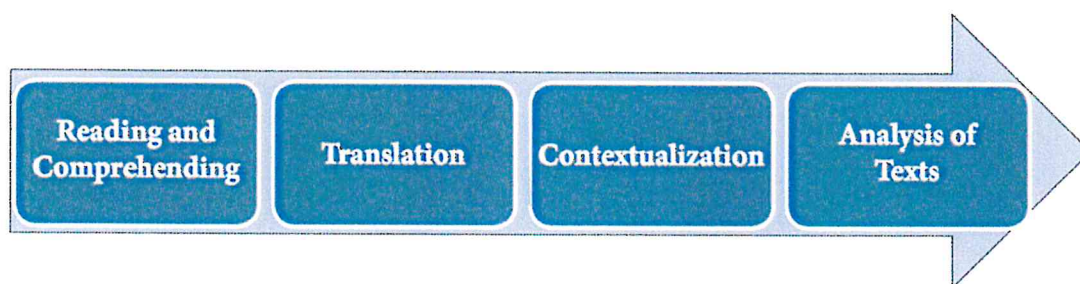 Reading and
Comprehending
Translation
Contextualization
Analysis of
Texts